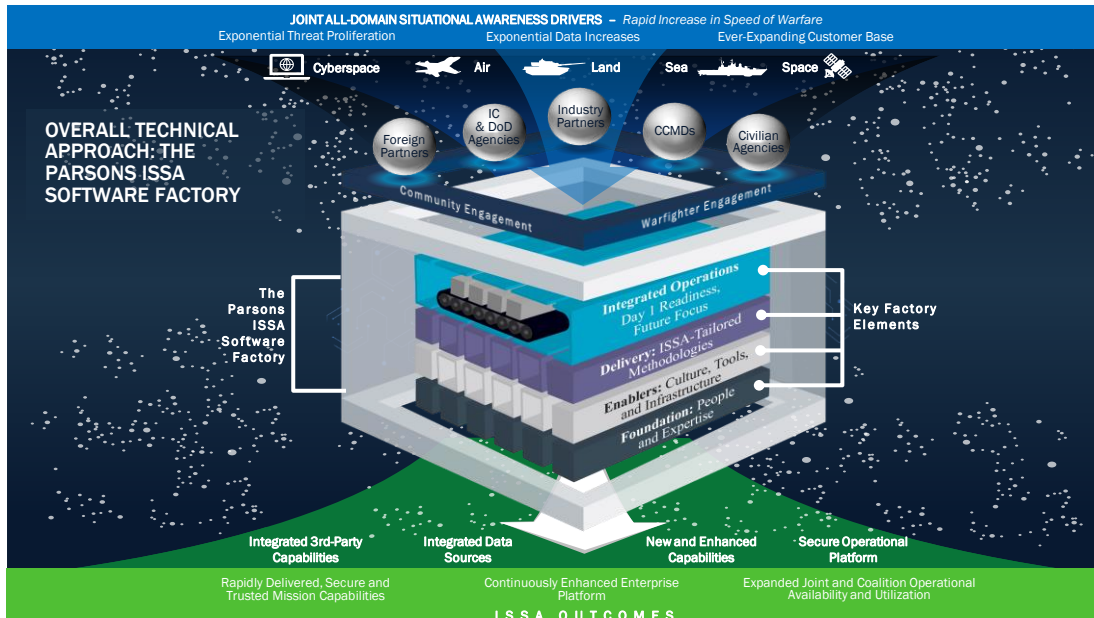 JOINT ALL-DOMAIN SITUATIONAL AWARENESS DRIVERS – Rapid Increase in Speed of Warfare
Exponential Threat Proliferation
Exponential Data Increases
Ever-Expanding Customer Base
Cyberspace
Air
Land
Sea
Space
OVERALL TECHNICAL
APPROACH: THE
PARSONS ISSA
SOFTWARE FACTORY
Foreign
Partners
IC
& DoD
Agencies
Industry
Partners
CCMDs
Civilian
Agencies
Community Engagement
Warfighter Engagement
The
Parsons
ISSA
Software
Factory
Integrated Operations
Day 1 Readiness,
Future Focus
Delivery: ISSA-Tailored
Methodologies
Enablers: Culture, Tools,
and Infrastructure
Foundation: People
and Expertise
Key Factory
Elements
Integrated 3rd-Party
Capabilities
Integrated Data
Sources
New and Enhanced
Capabilities
Secure Operational
Platform
Rapidly Delivered, Secure and
Trusted Mission Capabilities
Continuously Enhanced Enterprise
Platform
Expanded Joint and Coalition Operational
Availability and Utilization
ISSA OUTCOMES